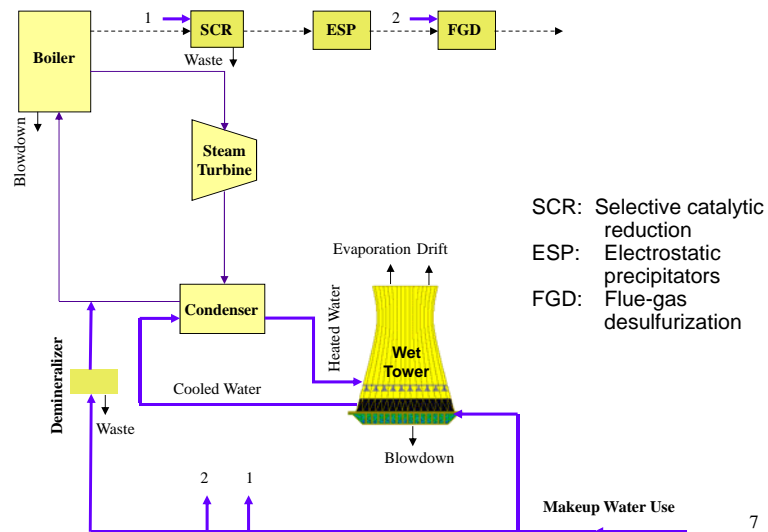 1
SCR
ESP
2
FGD
Boiler
Waste
Blowdown
Steam
Turbine
SCR: Selective catalytic
reduction
ESP: Electrostatic
precipitators
FGD: Flue-gas
desulfurization
Evaporation Drift
Condenser
Heated Water
Wet
Tower
Demineralizer
Cooled Water
Waste
Blowdown
2
1
Makeup Water Use
7